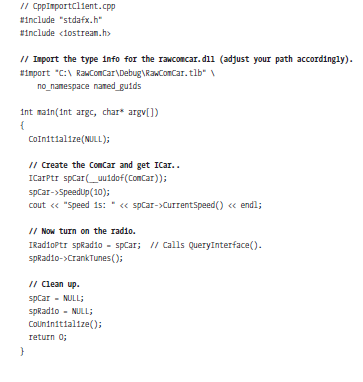 // CppImportClient.cpp
#include "stdafx.h"
#include <iostream.h>
// Import the type info for the rawcomcar.dll (adjust your path accordingly).
#import "C:\ RawComCar\Debug\RawComCar.tlb" \
no_namespace named_guids
int main(int argc, char* argv[])
{
CoInitialize(NULL);
// Create the ComCar and get ICar..
ICarPtr spCar(__uuidof(ComCar));
spCar->SpeedUp(10);
cout << "Speed is: " << spCar->CurrentSpeed() << endl;
// Now turn on the radio.
IRadioPtr spRadio = spCar;  // Calls QueryInterface().
spRadio->CrankTunes();
// Clean up.
spCar = NULL;
spRadio = NULL;
CoUninitialize();
return 0;
}